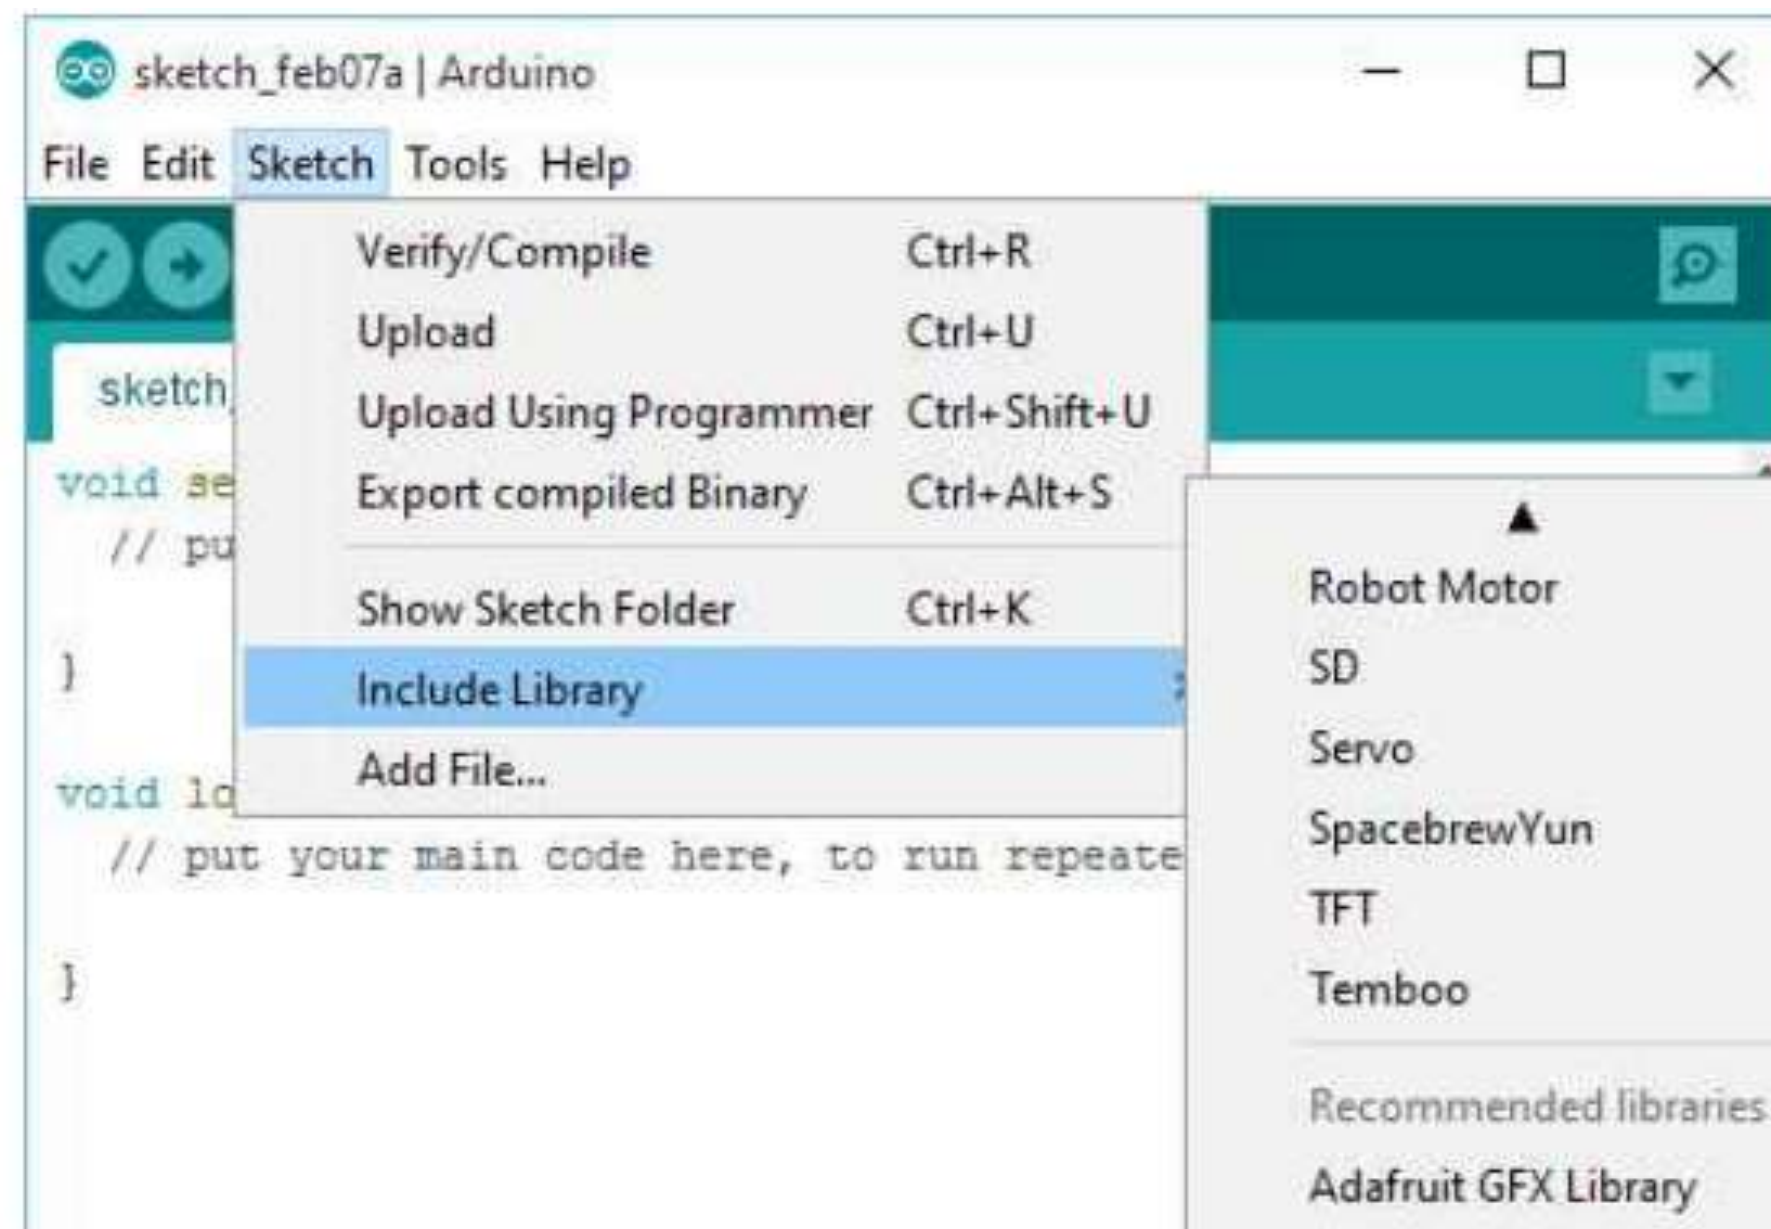 sketch_feb07a | Arduino
File Edit Sketch Tools Help
Verify/Compile Ctrl+R
Upload Ctrl+U
Upload Using Programmer Ctrl+Shift+U
Export compiled Binary Ctrl+Alt+S
Show Sketch Folder Ctrl+K
Include Library
Add File...
Robot Motor
SD
Servo
SpacebrewYun
TFT
Temboo
Recommended libraries
Adafruit GFX Library
sketch_
void se
// pu
}
void lo
// put your main code here, to run repeate
}